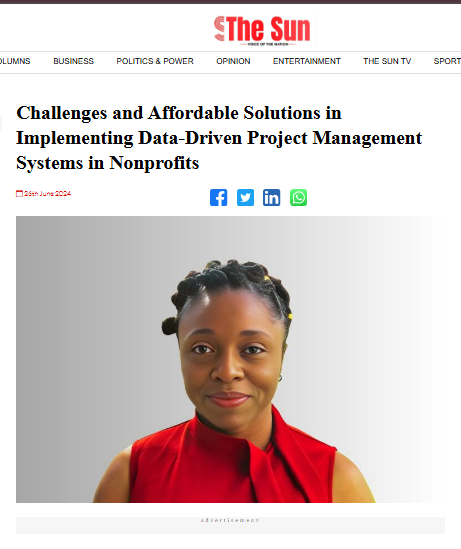 The Sun
VOICE OF THE NATION
OLUMNS BUSINESS POLITICS & POWER OPINION ENTERTAINMENT THE SUN TV SPORT
Challenges and Affordable Solutions in
Implementing Data-Driven Project Management
Systems in Nonprofits
26th June 2024
advertisement